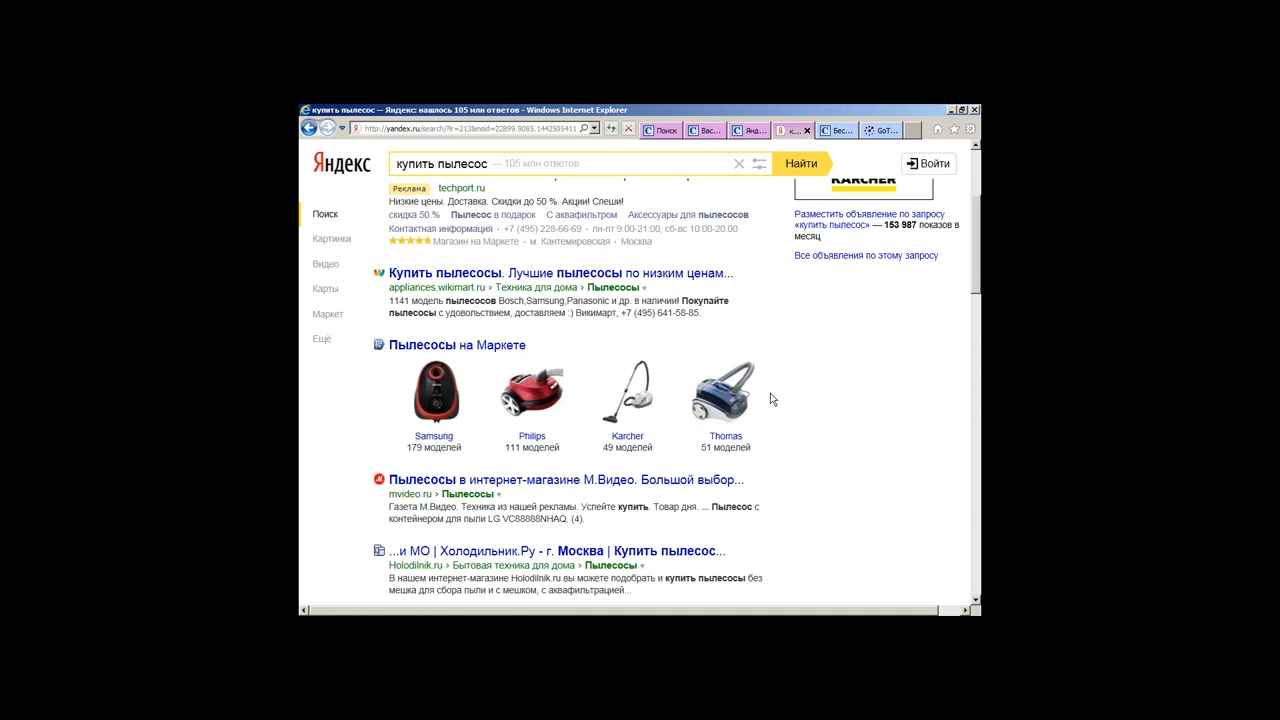 купить пылесос — Яндекс: нашлось 105 млн ответов - Windows Internet Explorer
http://yandex.ru/search/?lr=213&msid=22899.9085.1442505411
Поиск
Вас...
Янд...
к...
Бес...
GoT...
Яндекс
купить пылесос — 105 млн ответов
Найти
Войти
KARCHER
Реклама techport.ru
Низкие цены. Доставка. Скидки до 50 %. Акции! Спеши!
скидка 50 % Пылесос в подарок С аквафильтром Аксессуары для пылесосов
Контактная информация · +7 (495) 228-66-69 · пн-пт 9:00-21:00, сб-вс 10:00-20:00
Магазин на Маркете · м. Кантемировская · Москва
Поиск
Картинки
Видео
Карты
Маркет
Ещё
Разместить объявление по запросу
«купить пылесос» — 153 987 показов в
месяц
Все объявления по этому запросу
Купить пылесосы. Лучшие пылесосы по низким ценам...
appliances.wikimart.ru › Техника для дома › Пылесосы
1141 модель пылесосов Bosch,Samsung,Panasonic и др. в наличии! Покупайте
пылесосы с удовольствием, доставляем :) Викимарт, +7 (495) 641-58-85.
Пылесосы на Маркете
Samsung
179 моделей
Philips
111 моделей
Karcher
49 моделей
Thomas
51 моделей
Пылесосы в интернет-магазине М.Видео. Большой выбор...
mvideo.ru › Пылесосы
Газета М.Видео. Техника из нашей рекламы. Успейте купить. Товар дня. ... Пылесос с
контейнером для пыли LG VC88888NHAQ. (4).
...и МО | Холодильник.Ру - г. Москва | Купить пылесос...
Holodilnik.ru › Бытовая техника для дома › Пылесосы
В нашем интернет-магазине Holodilnik.ru вы можете подобрать и купить пылесосы без
мешка для сбора пыли и с мешком, с аквафильтрацией...